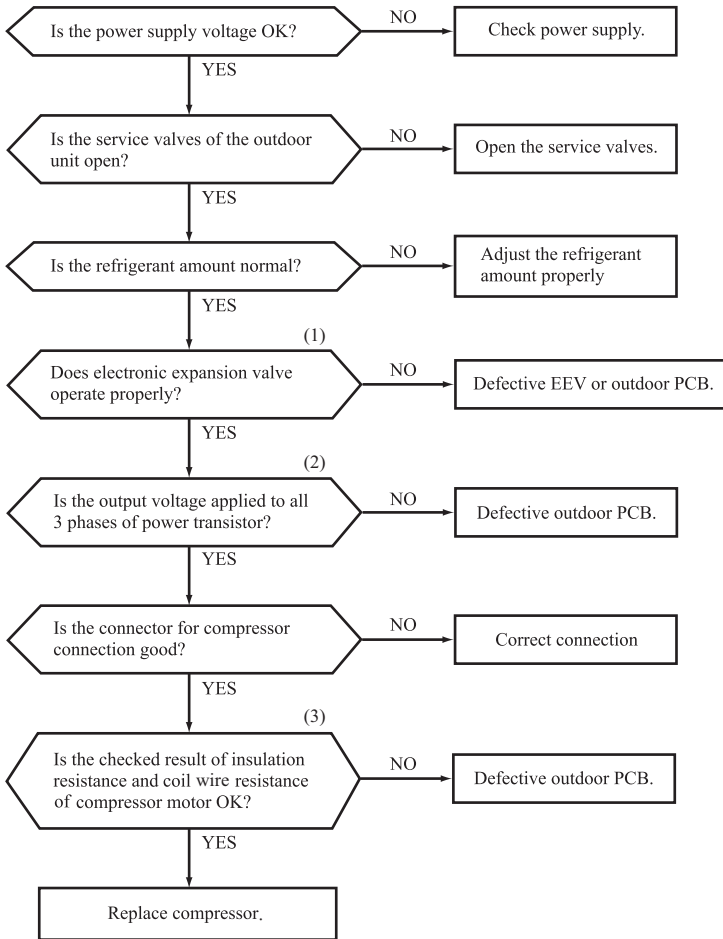 Is the power supply voltage OK?
NO
Check power supply.
YES
Is the service valves of the outdoor
unit open?
NO
Open the service valves.
YES
Is the refrigerant amount normal?
NO
Adjust the refrigerant
amount properly
YES
(1)
Does electronic expansion valve
operate properly?
NO
Defective EEV or outdoor PCB.
YES
(2)
Is the output voltage applied to all
3 phases of power transistor?
NO
Defective outdoor PCB.
YES
Is the connector for compressor
connection good?
NO
Correct connection
YES
(3)
Is the checked result of insulation
resistance and coil wire resistance
of compressor motor OK?
NO
Defective outdoor PCB.
YES
Replace compressor.